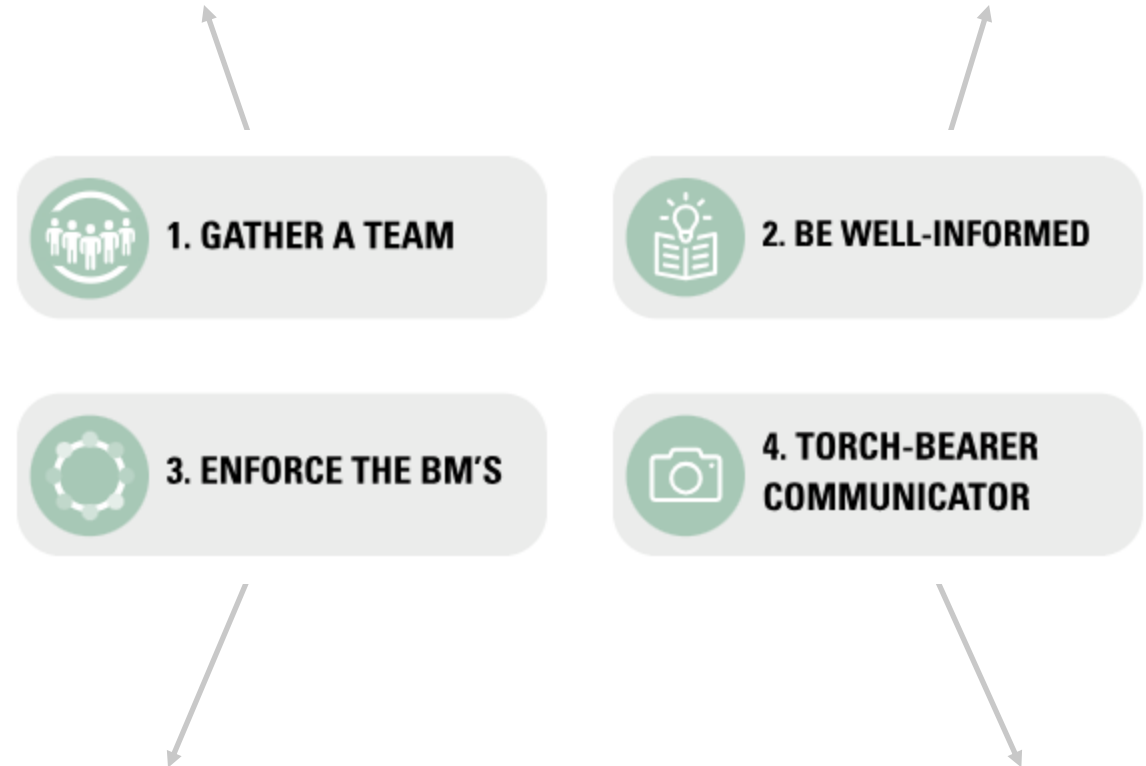 1. GATHER A TEAM
2. BE WELL-INFORMED
3. ENFORCE THE BM'S
4. TORCH-BEARER
COMMUNICATOR